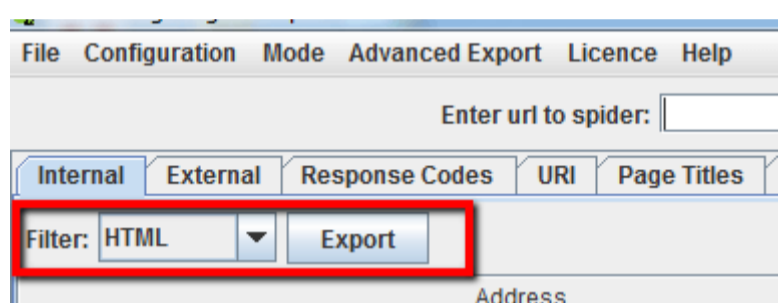 File Configuration Mode Advanced Export Licence Help
Enter url to spider:
Internal External Response Codes URI Page Titles
Filter: HTML Export
Address